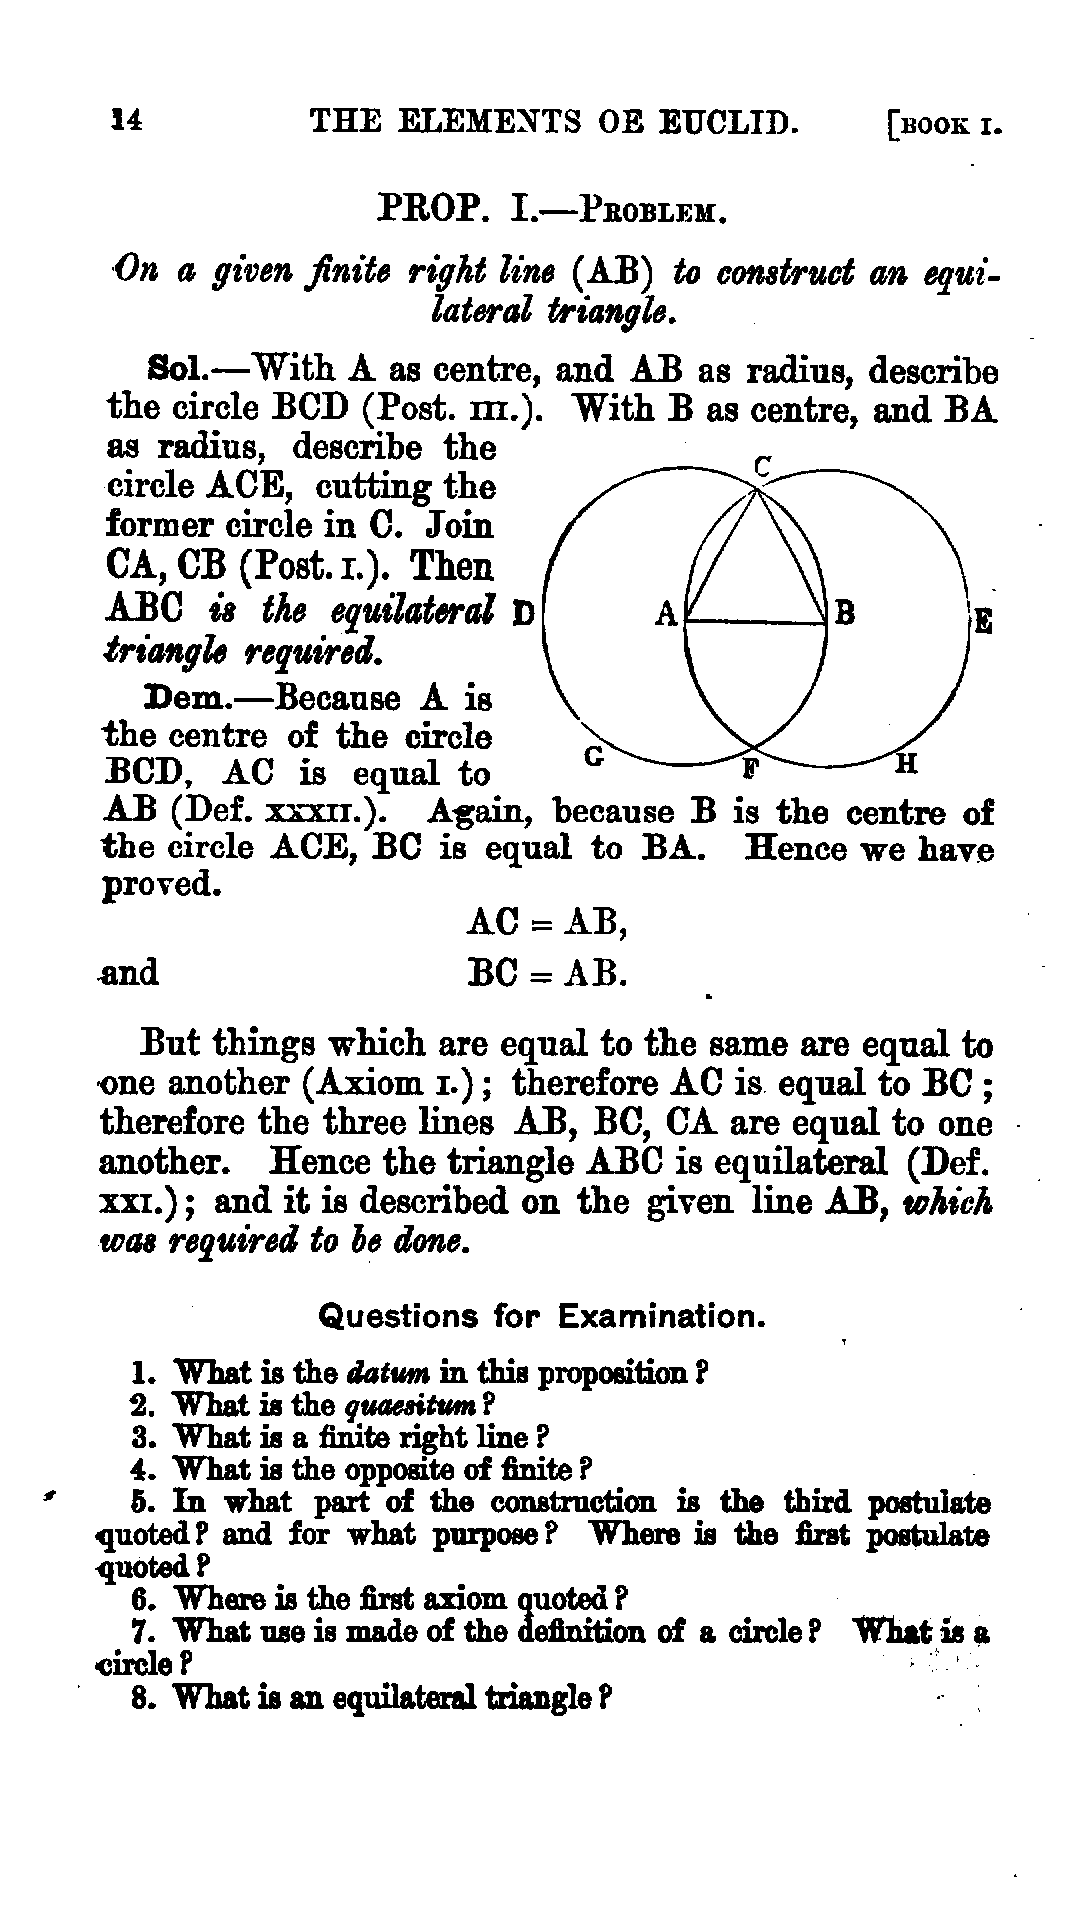 14 THE ELEMENTS OE EUCLID. [BOOK I.
PROP. I.—PROBLEM.
On a given finite right line (AB) to construct an equi-
lateral triangle.
Sol.—With A as centre, and AB as radius, describe
the circle BCD (Post. III.). With B as centre, and BA
as radius, describe the
circle ACE, cutting the
former circle in C. Join
CA, CB (Post. I.). Then
ABC is the equilateral
triangle required.
Dem.—Because A is
the centre of the circle
BCD, AC is equal to
C
D
A
B
E
G
F
H
AB (Def. XXXII.). Again, because B is the centre of
the circle ACE, BC is equal to BA. Hence we have
proved.
AC = AB,
and BC = AB.
But things which are equal to the same are equal to
one another (Axiom I.); therefore AC is equal to BC;
therefore the three lines AB, BC, CA are equal to one
another. Hence the triangle ABC is equilateral (Def.
XXI.); and it is described on the given line AB, which
was required to be done.
Questions for Examination.
1. What is the datum in this proposition?
2. What is the quaesitum?
3. What is a finite right line?
4. What is the opposite of finite?
5. In what part of the construction is the third postulate
quoted? and for what purpose? Where is the first postulate
quoted?
6. Where is the first axiom quoted?
7. What use is made of the definition of a circle? What is a
circle?
8. What is an equilateral triangle?